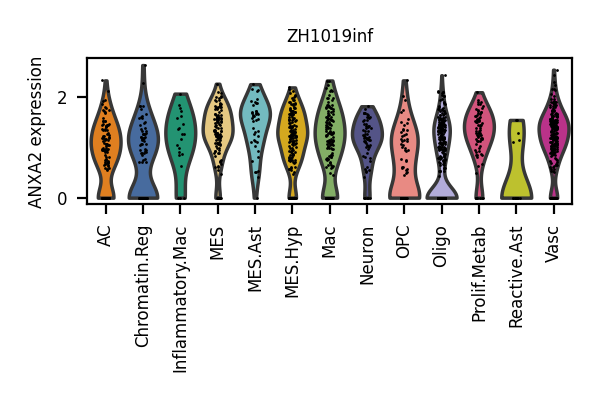 ZH1019inf
ANXA2 expression
2
0
AC
Chromatin.Reg
Inflammatory.Mac
MES
MES.Ast
MES.Hyp
Mac
Neuron
OPC
Oligo
Prolif.Metab
Reactive.Ast
Vasc